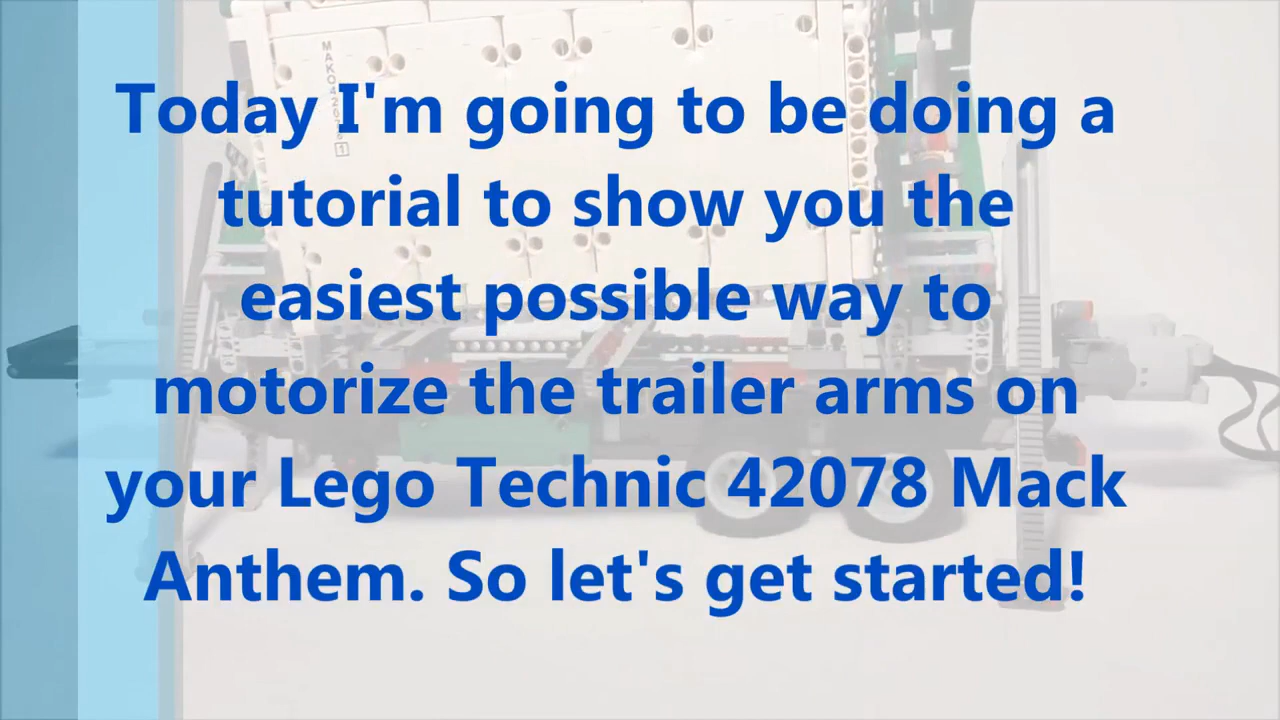 Today I'm going to be doing a
tutorial to show you the
easiest possible way to
motorize the trailer arms on
your Lego Technic 42078 Mack
Anthem. So let's get started!